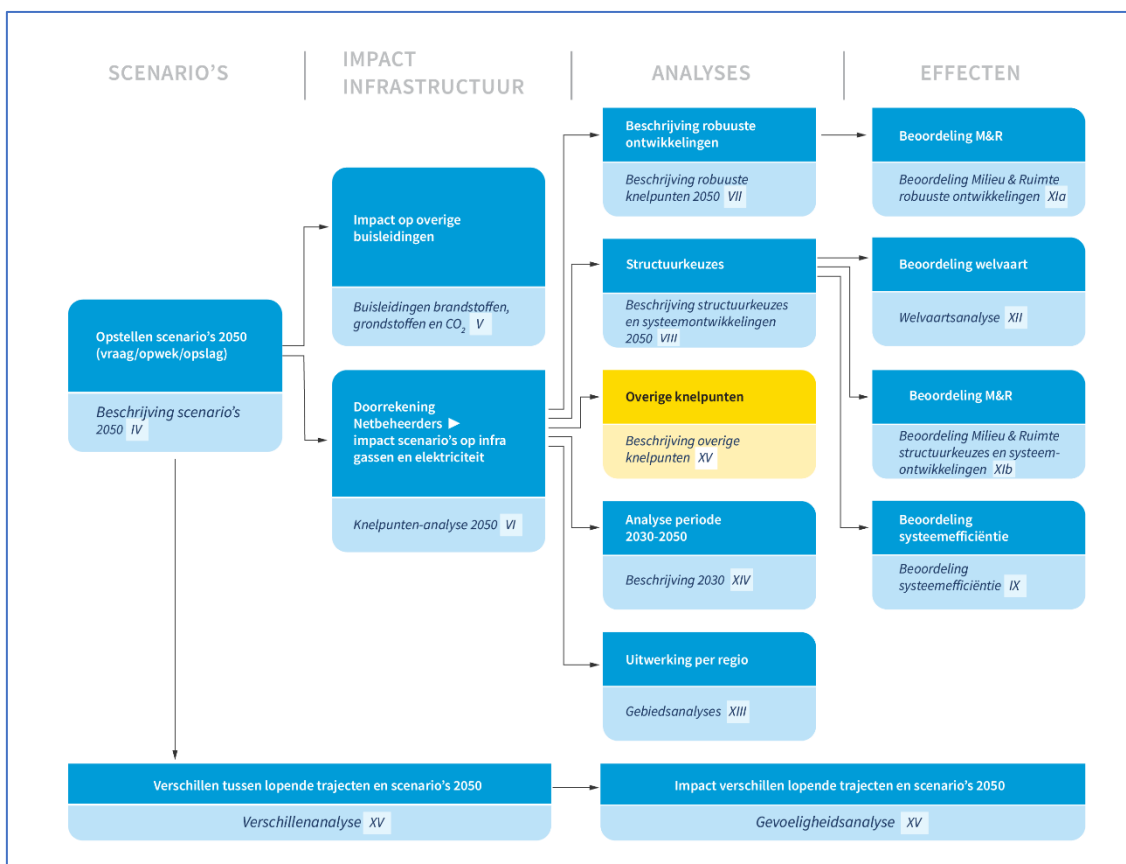 SCENARIO'S
IMPACT
INFRASTRUCTUUR
ANALYSES
EFFECTEN
Opstellen scenario's 2050
(vraag/opwek/opslag)
Beschrijving scenario's
2050 IV
Impact op overige
buisleidingen
Buisleidingen brandstoffen,
grondstoffen en CO₂ V
Doorrekening
Netbeheerders ►
impact scenario's op infra
gassen en elektriciteit
Knelpunten-analyse 2050 VI
Beschrijving robuuste
ontwikkelingen
Beschrijving robuuste
knelpunten 2050 VII
Structuurkeuzes
Beschrijving structuurkeuzes
en systeemontwikkelingen
2050 VIII
Overige knelpunten
Beschrijving overige
knelpunten XV
Analyse periode
2030-2050
Beschrijving 2030 XIV
Uitwerking per regio
Gebiedsanalyses XIII
Beoordeling M&R
Beoordeling Milieu & Ruimte
robuuste ontwikkelingen XIa
Beoordeling welvaart
Welvaartsanalyse XII
Beoordeling M&R
Beoordeling Milieu & Ruimte
structuurkeuzes en systeem-
ontwikkelingen XIb
Beoordeling
systeemefficiëntie
Beoordeling
systeemefficiëntie IX
Verschillen tussen lopende trajecten en scenario's 2050
Verschillenanalyse XV
Impact verschillen lopende trajecten en scenario's 2050
Gevoeligheidsanalyse XV